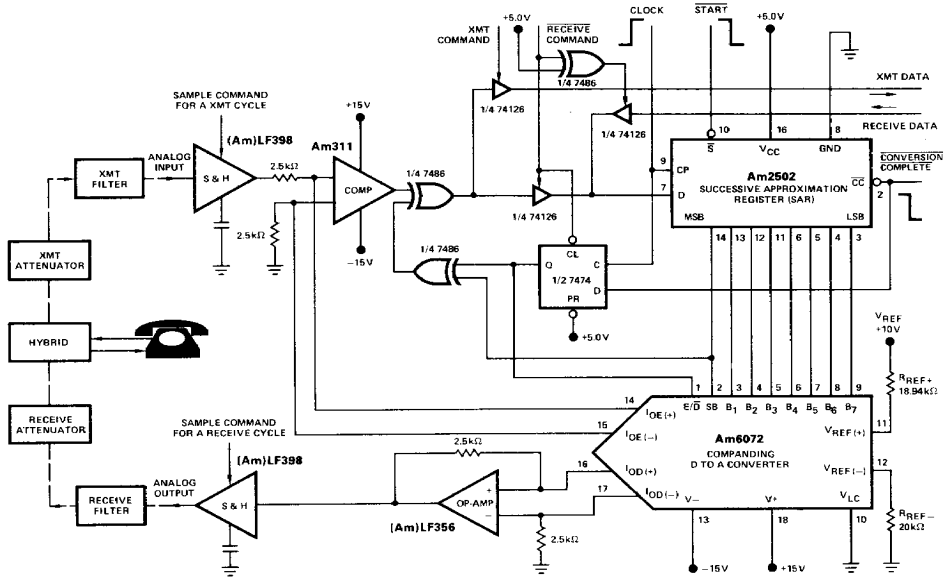 CLOCK
START
XMT
COMMAND
+5.0V
RECEIVE
COMMAND
+5.0V
1/4 7486
XMT DATA
1/4 74126
1/4 74126
RECEIVE DATA
SAMPLE COMMAND
FOR A XMT CYCLE
+15V
(Am)LF398
Am311
ANALOG
INPUT
XMT
FILTER
S & H
2.5kΩ
COMP
1/4 7486
2.5kΩ
1/4 74126
-15V
10
16
8
S
VCC
GND
9
CP
Am2502
SUCCESSIVE APPROXIMATION
REGISTER (SAR)
7
D
CC
2
CONVERSION
COMPLETE
MSB
LSB
14 13 12 11 6 5 4 3
1/4 7486
CL
Q
C
1/2 7474
D
PR
+5.0V
XMT
ATTENUATOR
HYBRID
RECEIVE
ATTENUATOR
VREF
+10V
RREF+
18.94kΩ
1 2 3 4 5 6 7 8 9
E/D SB B1 B2 B3 B4 B5 B6 B7
14
IOE(+)
15
IOE(-)
16
IOD(+)
17
IOD(-)
Am6072
COMPANDING
D TO A CONVERTER
VREF(+)
11
VREF(-)
12
V-
V+
VLC
13
18
10
-15V
+15V
RREF-
20kΩ
SAMPLE COMMAND
FOR A RECEIVE CYCLE
(Am)LF398
ANALOG
OUTPUT
RECEIVE
FILTER
S & H
2.5kΩ
+
OP-AMP
-
(Am)LF356
2.5kΩ